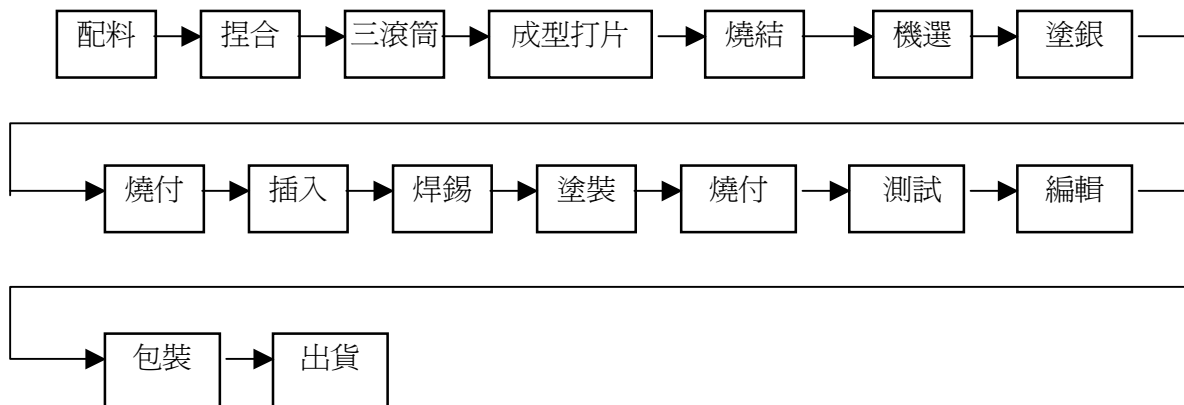 配料 捏合 三滾筒 成型打片 燒結 機選 塗銀
燒付 插入 焊錫 塗裝 燒付 測試 編輯
包裝 出貨